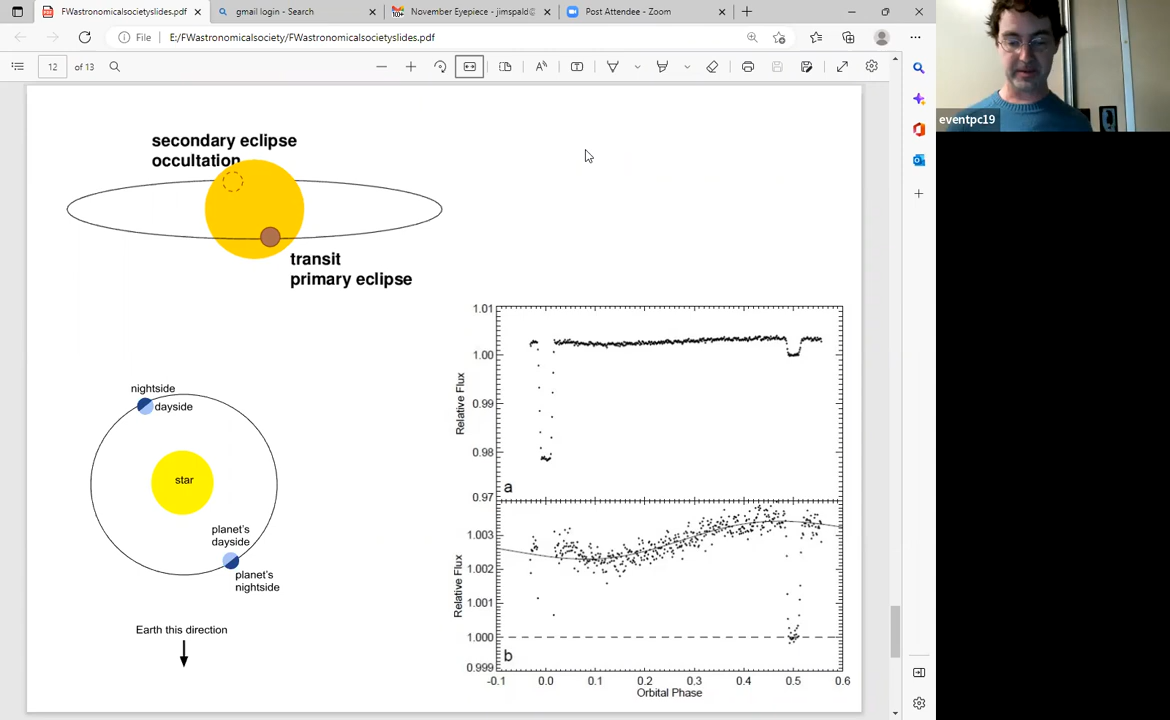 FWastronomicalsocietyslides.pdf
gmail login - Search
November Eyepiece - jimspald@
10+
Post Attendee - Zoom
File
E:/FWastronomicalsociety/FWastronomicalsocietyslides.pdf
12 of 13
eventpc19
secondary eclipse
occultation
transit
primary eclipse
nightside
dayside
star
planet's
dayside
planet's
nightside
Earth this direction
1.01
1.00
0.99
0.98
0.97
Relative Flux
a
1.003
1.002
1.001
1.000
0.999
Relative Flux
b
-0.1 0.0 0.1 0.2 0.3 0.4 0.5 0.6
Orbital Phase